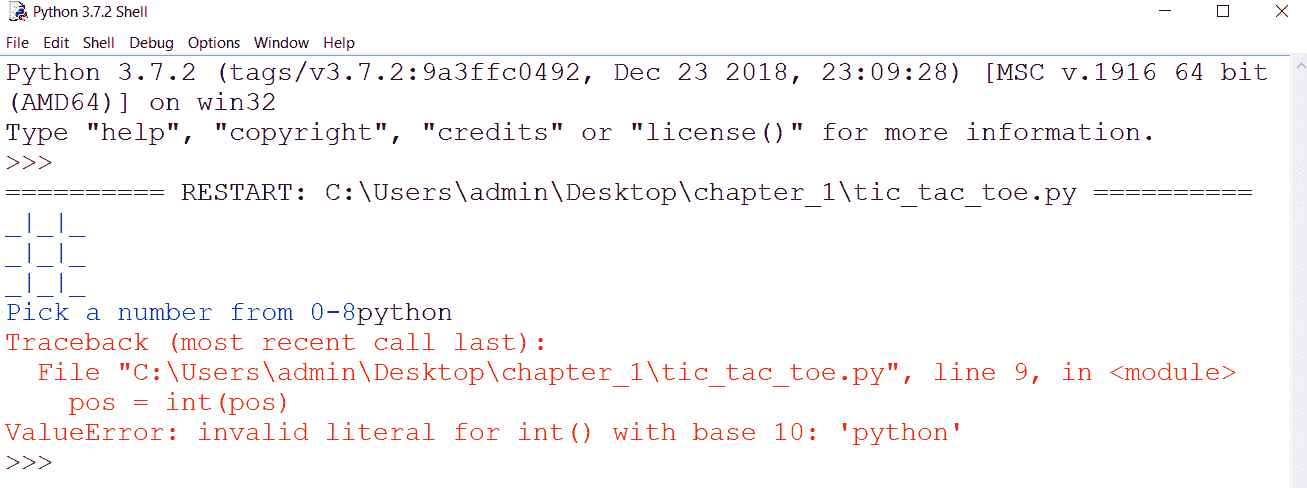 Python 3.7.2 Shell
File Edit Shell Debug Options Window Help
Python 3.7.2 (tags/v3.7.2:9a3ffc0492, Dec 23 2018, 23:09:28) [MSC v.1916 64 bit
(AMD64)] on win32
Type "help", "copyright", "credits" or "license()" for more information.
>>>
========== RESTART: C:\Users\admin\Desktop\chapter_1\tic_tac_toe.py ==========
_|_|_
_|_|_
_|_|_
Pick a number from 0-8python
Traceback (most recent call last):
  File "C:\Users\admin\Desktop\chapter_1\tic_tac_toe.py", line 9, in <module>
    pos = int(pos)
ValueError: invalid literal for int() with base 10: 'python'
>>>